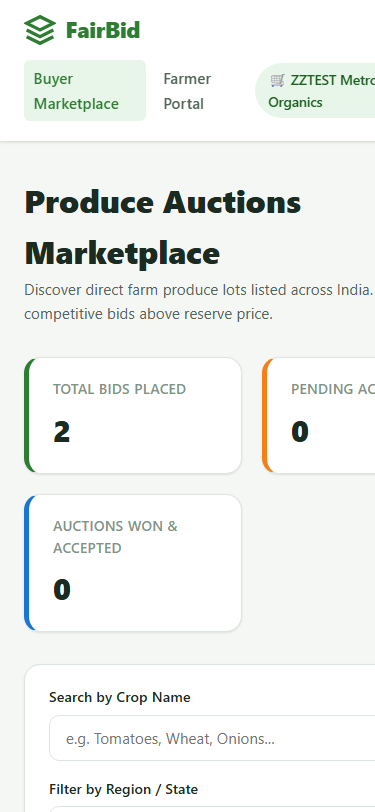 FairBid
Buyer
Marketplace
Farmer
Portal
ZZTEST
Organics
Produce Auctions
Marketplace
Discover direct farm produce lots listed across India.
competitive bids above reserve price.
TOTAL BIDS PLACED
2
PENDING
0
AUCTIONS WON &
ACCEPTED
0
Search by Crop Name
e.g. Tomatoes, Wheat, Onions...
Filter by Region / State